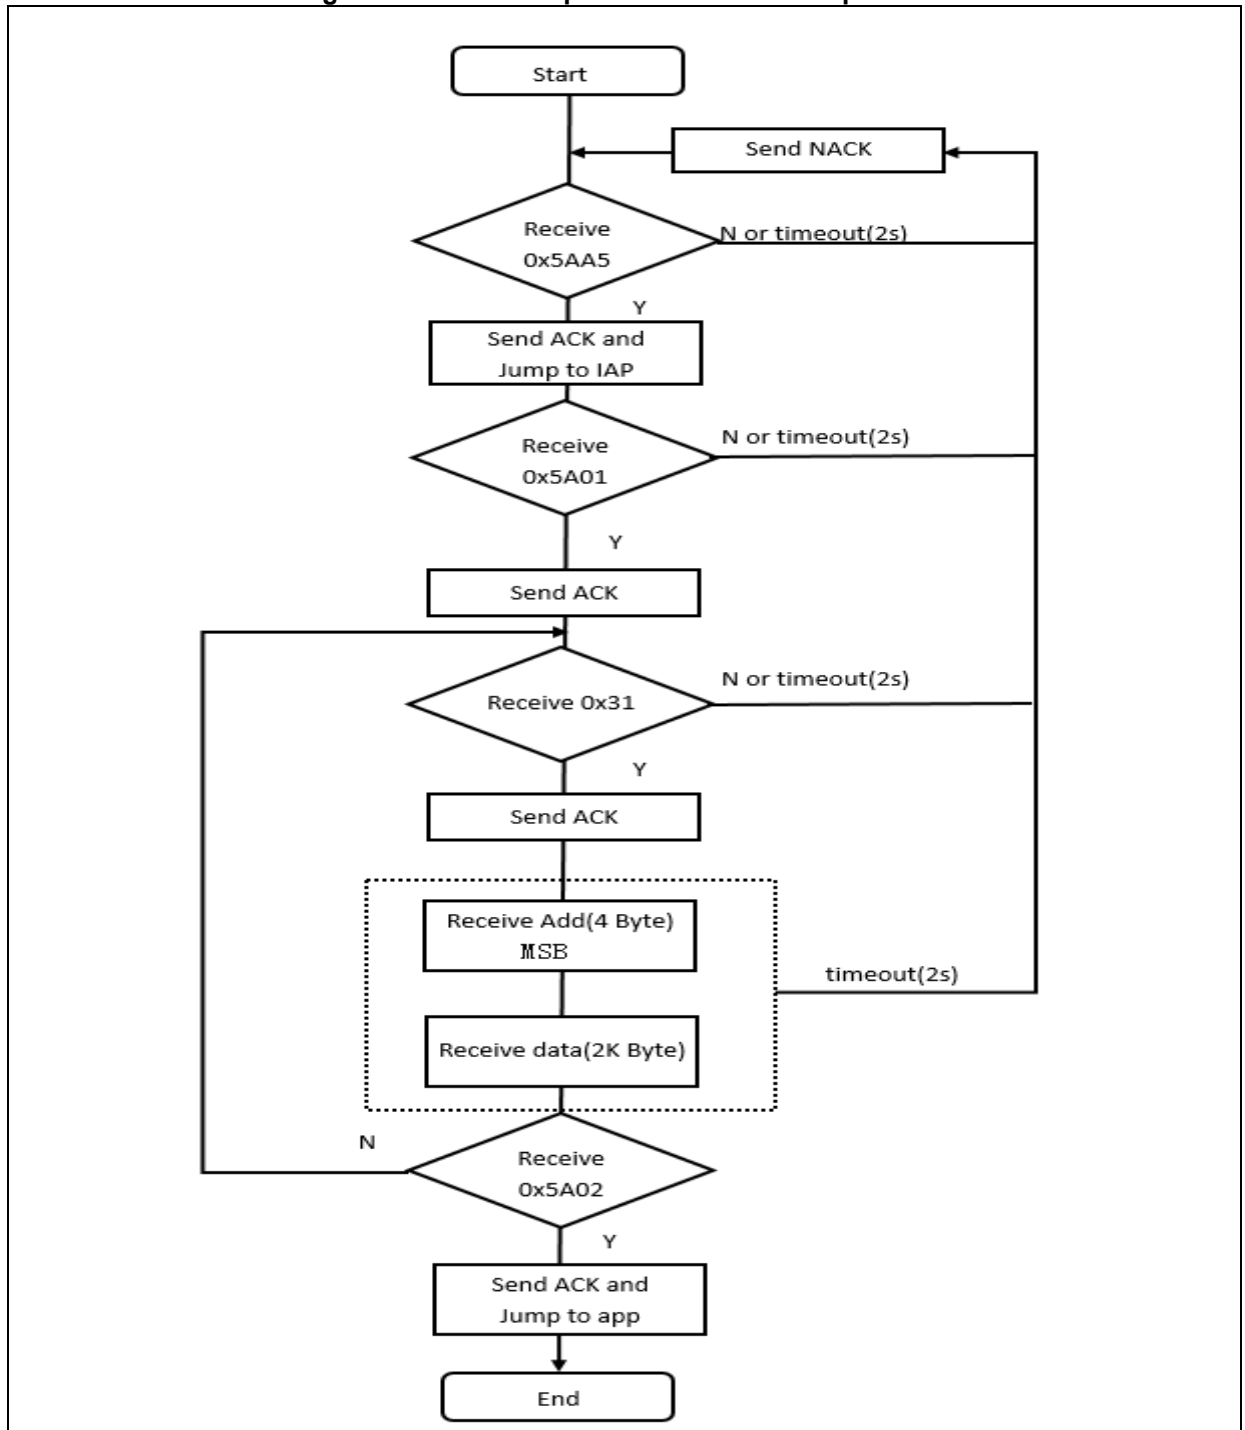 Start
Send NACK
Receive
0x5AA5
N or timeout(2s)
Y
Send ACK and
Jump to IAP
Receive
0x5A01
N or timeout(2s)
Y
Send ACK
Receive 0x31
N or timeout(2s)
Y
Send ACK
Receive Add(4 Byte)
MSB
timeout(2s)
Receive data(2K Byte)
N
Receive
0x5A02
Y
Send ACK and
Jump to app
End